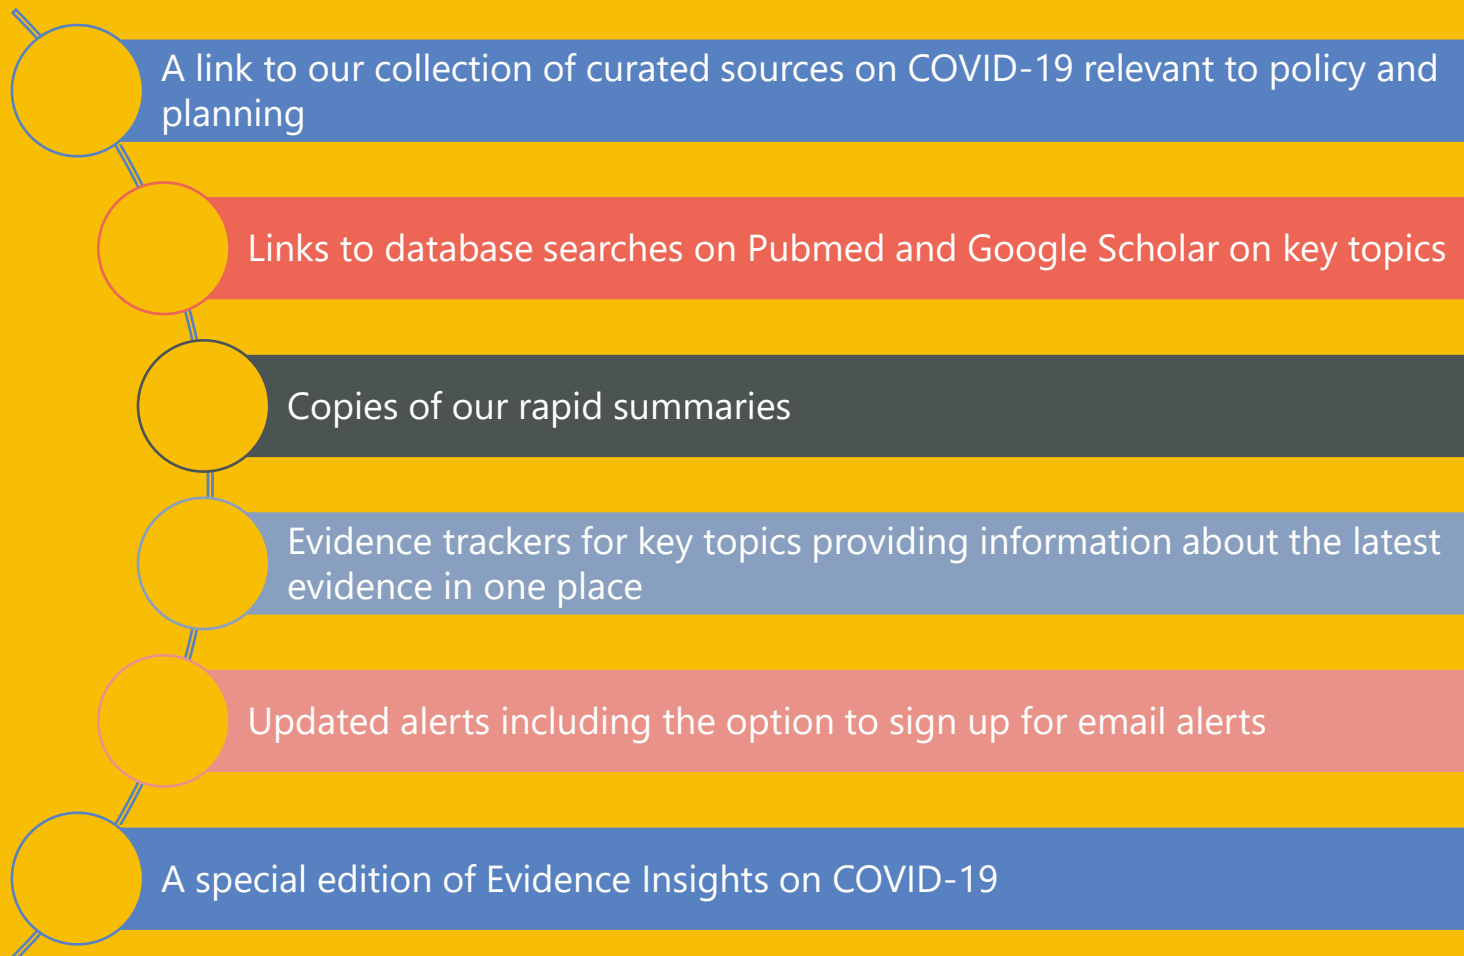 A link to our collection of curated sources on COVID-19 relevant to policy and
planning
Links to database searches on Pubmed and Google Scholar on key topics
Copies of our rapid summaries
Evidence trackers for key topics providing information about the latest
evidence in one place
Updated alerts including the option to sign up for email alerts
A special edition of Evidence Insights on COVID-19